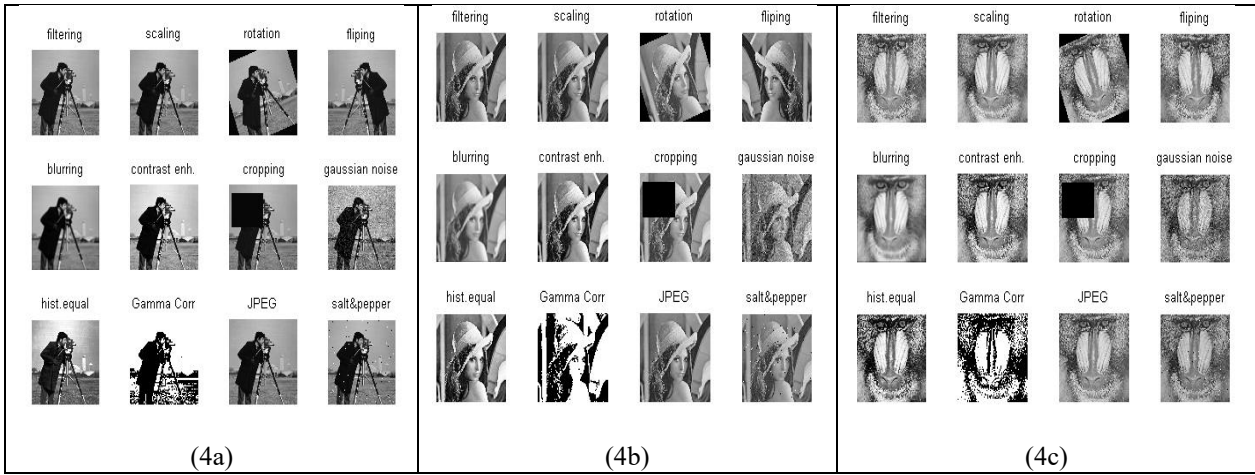 filtering scaling rotation fliping
blurring contrast enh. cropping gaussian noise
hist.equal Gamma Corr JPEG salt&pepper
(4a)
filtering scaling rotation fliping
blurring contrast enh. cropping gaussian noise
hist.equal Gamma Corr JPEG salt&pepper
(4b)
filtering scaling rotation fliping
blurring contrast enh. cropping gaussian noise
hist.equal Gamma Corr JPEG salt&pepper
(4c)